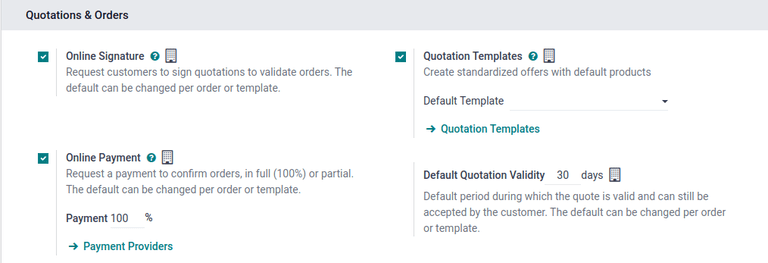 Quotations & Orders
Online Signature ?
Request customers to sign quotations to validate orders. The
default can be changed per order or template.
Quotation Templates ?
Create standardized offers with default products
Default Template
→ Quotation Templates
Online Payment ?
Request a payment to confirm orders, in full (100%) or partial.
The default can be changed per order or template.
Payment 100 %
→ Payment Providers
Default Quotation Validity 30 days
Default period during which the quote is valid and can still be
accepted by the customer. The default can be changed per order
or template.